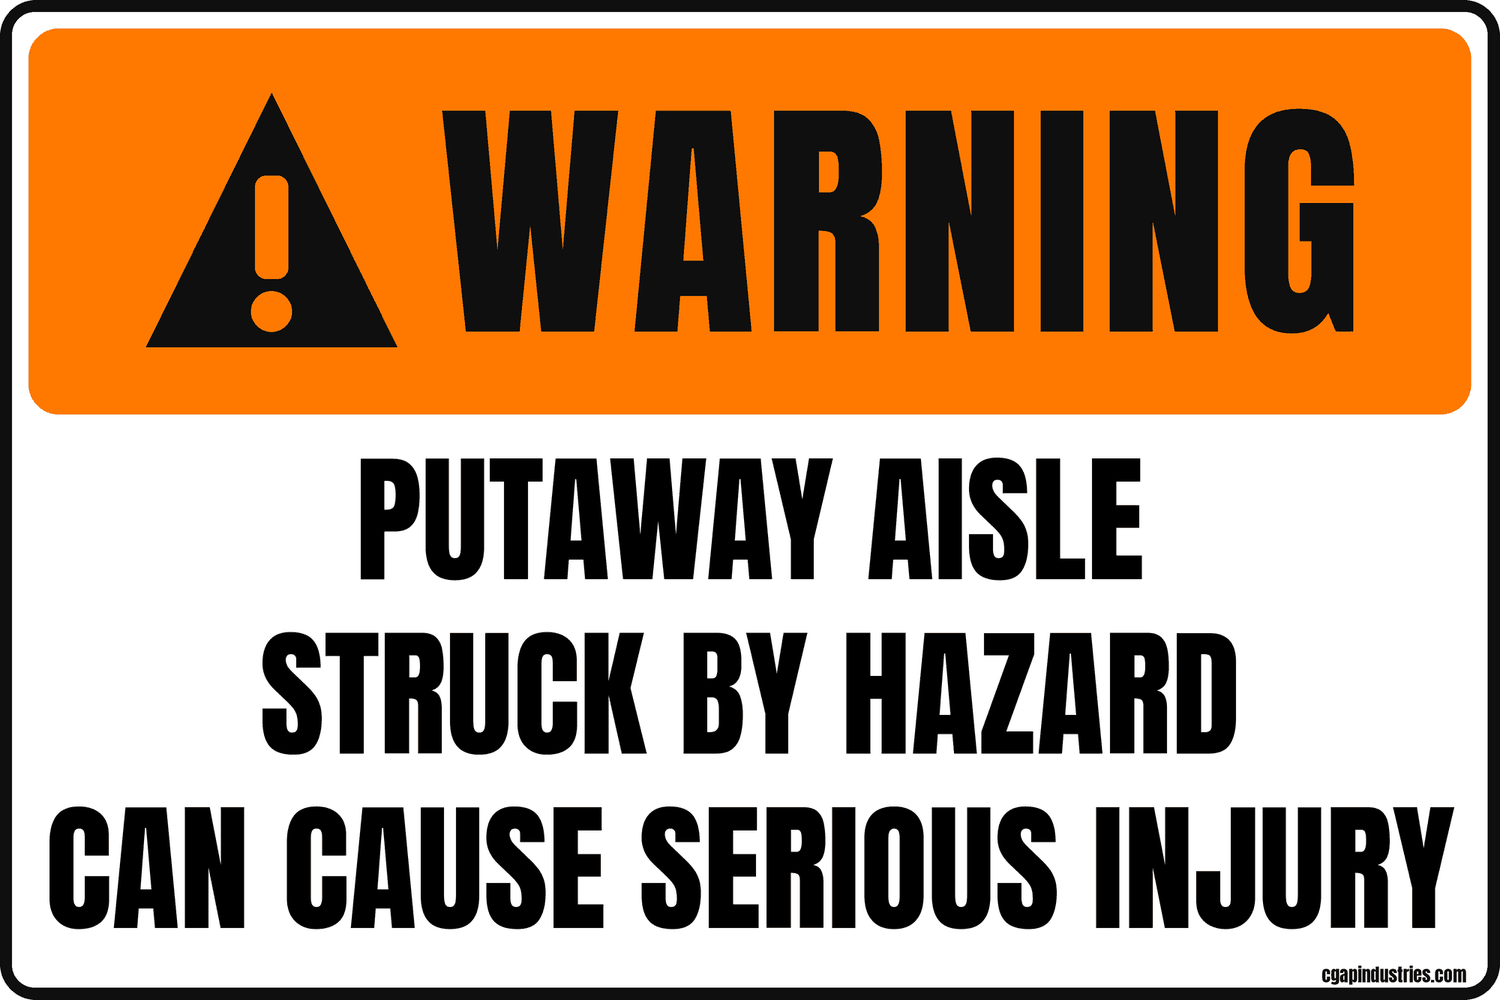 WARNING
PUTAWAY AISLE
STRUCK BY HAZARD
CAN CAUSE SERIOUS INJURY
cgapindustries.com